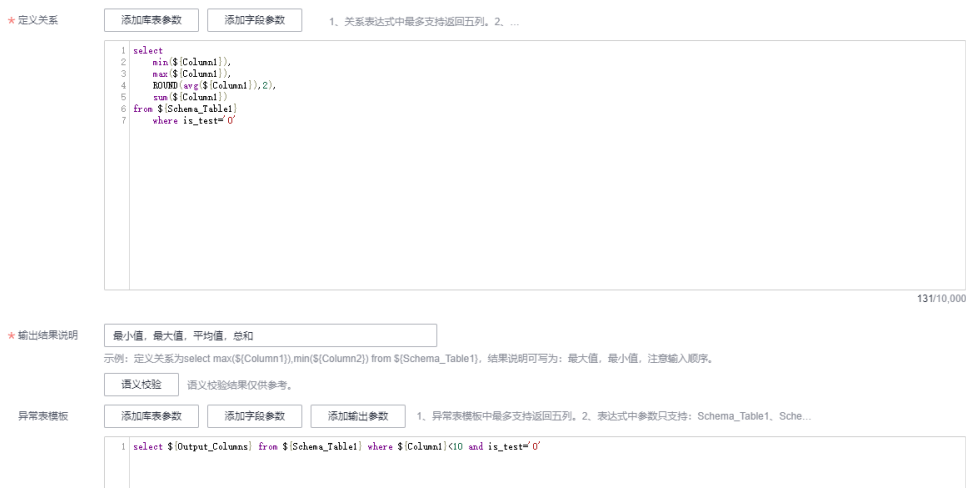 * 定义关系 添加库表参数 添加字段参数 1、关系表达式中最多支持返回五列。2、...
1 select
2 min(${Column1}),
3 max(${Column1}),
4 ROUND(avg(${Column1}),2),
5 sum(${Column1})
6 from ${Schema_Table1}
7 where is_test='0'
131/10,000
* 输出结果说明 最小值，最大值，平均值，总和
示例：定义关系为select max(${Column1}),min(${Column2}) from ${Schema_Table1}，结果说明可写为：最大值，最小值，注意输入顺序。
语义校验 语义校验结果仅供参考。
异常表模板 添加库表参数 添加字段参数 添加输出参数 1、异常表模板中最多支持返回五列。2、表达式中参数只支持：Schema_Table1、Sche...
1 select ${Output_Columns} from ${Schema_Table1} where ${Column1}<10 and is_test='0'